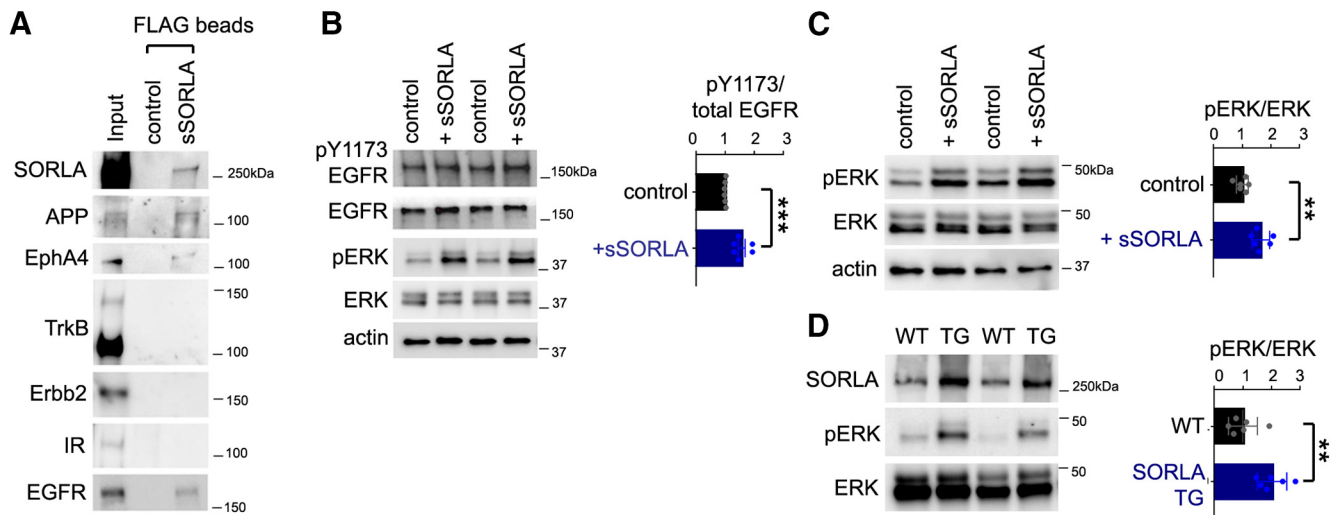 A
FLAG beads
Input
control
sSORLA
SORLA
250kDa
APP
100
EphA4
100
TrkB
150
100
Erbb2
150
IR
100
EGFR
150
B
control
+ sSORLA
control
+ sSORLA
pY1173
EGFR
150kDa
EGFR
150
pERK
37
ERK
37
actin
37
pY1173/
total EGFR
0 1 2 3
control
+sSORLA
***
C
control
+ sSORLA
control
+ sSORLA
pERK
50kDa
ERK
50
actin
37
pERK/ERK
0 1 2 3
control
+ sSORLA
**
D
WT TG WT TG
SORLA
250kDa
pERK
50
ERK
50
pERK/ERK
0 1 2 3
WT
SORLA
TG
**